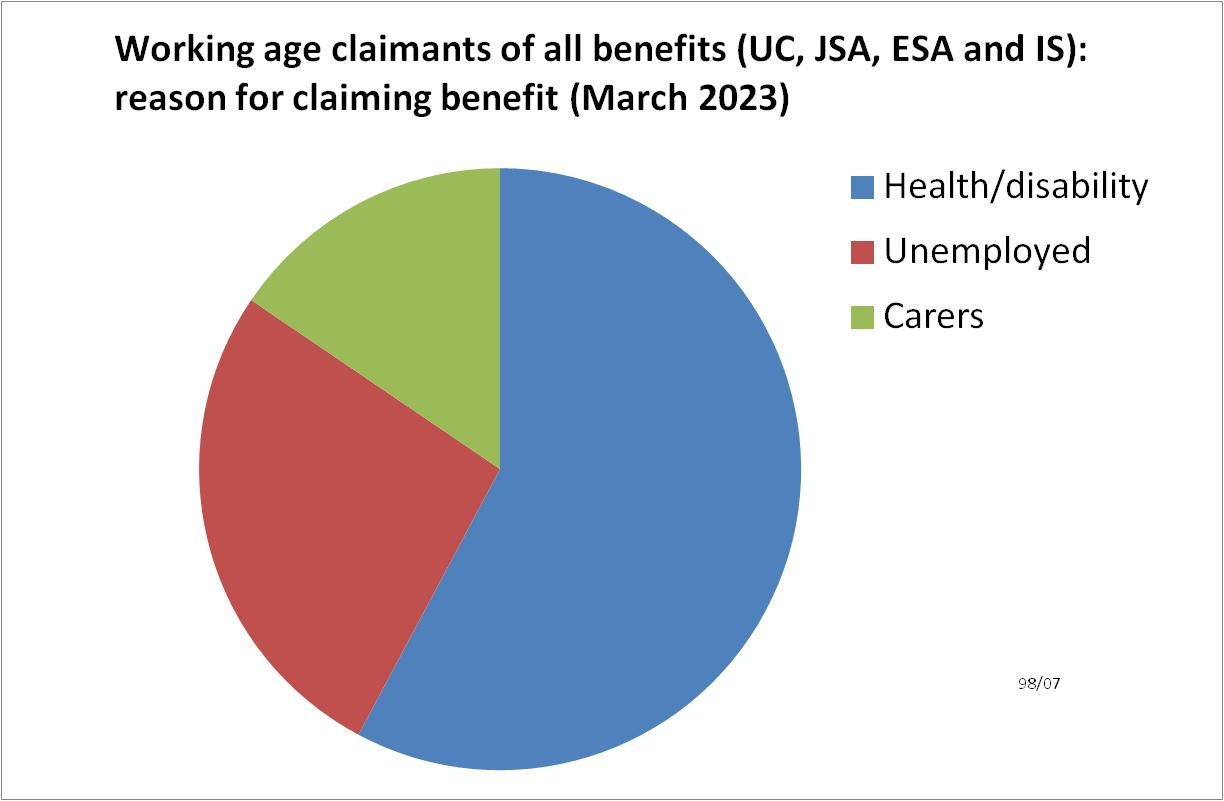 Working age claimants of all benefits (UC, JSA, ESA and IS):
reason for claiming benefit (March 2023)
Health/disability
Unemployed
Carers
98/07